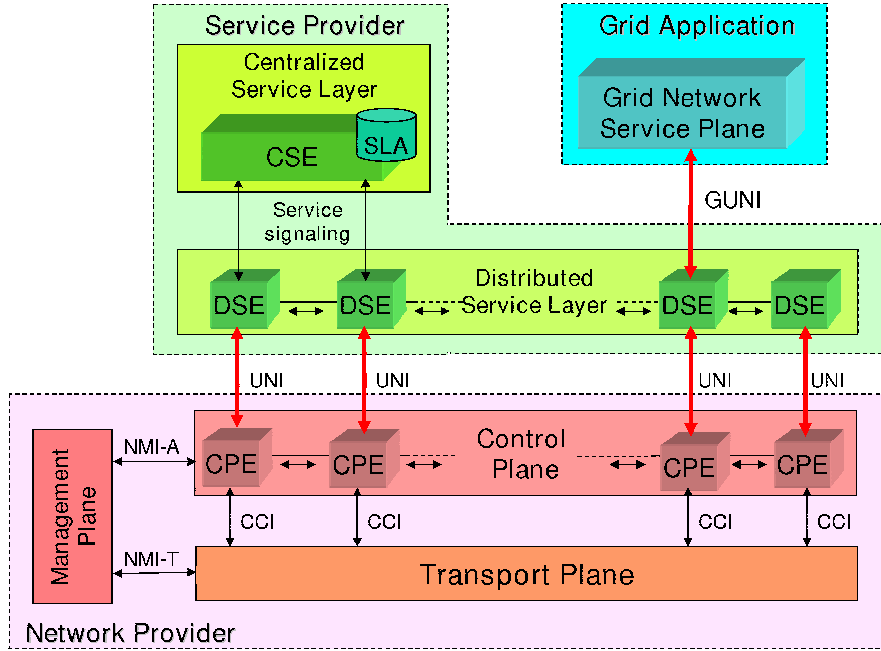 Service Provider
Grid Application
Centralized
Service Layer
CSE
SLA
Grid Network
Service Plane
Service
signaling
GUNI
Distributed
Service Layer
DSE
DSE
DSE
DSE
UNI
UNI
UNI
UNI
Management
Plane
NMI-A
CPE
CPE
Control
Plane
CPE
CPE
CCI
CCI
CCI
CCI
NMI-T
Transport Plane
Network Provider